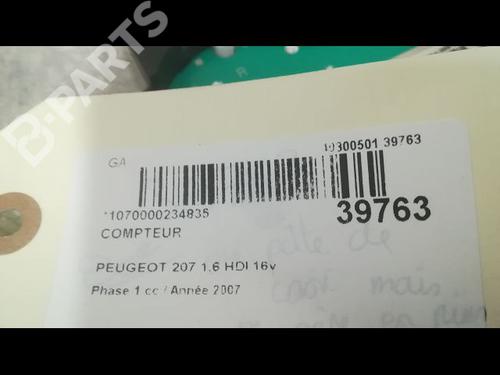 B-PARTS
GA
10300501 39763
*1070000234835
39763
COMPTEUR
PEUGEOT 207 1.6 HDI 16v
Phase 1 cc / Année 2007
de
mais